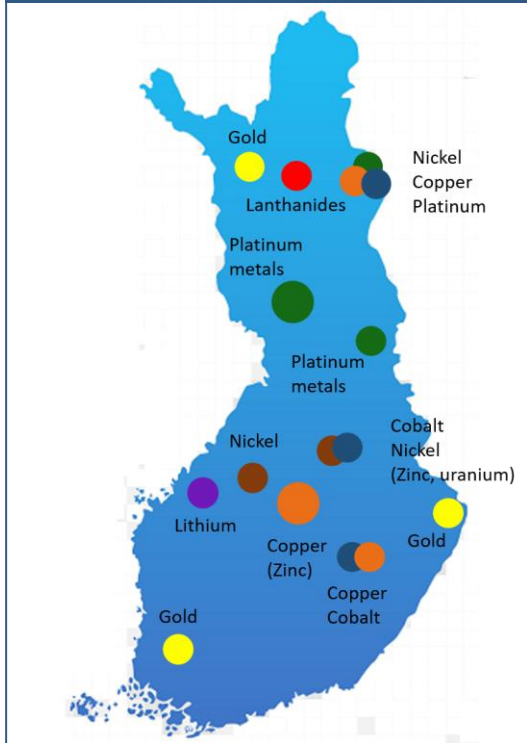 Gold
Nickel
Copper
Platinum
Lanthanides
Platinum
metals
Platinum
metals
Cobalt
Nickel
(Zinc, uranium)
Nickel
Lithium
Copper
(Zinc)
Gold
Copper
Cobalt
Gold